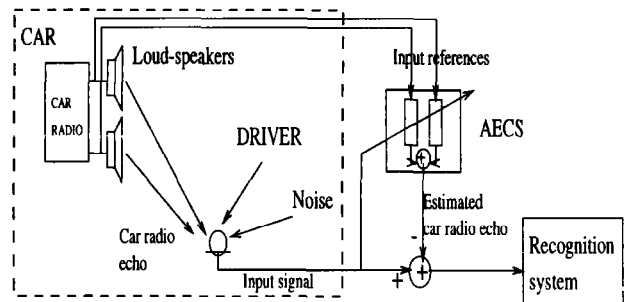 CAR
Loud-speakers
CAR
RADIO
Input references
AECS
DRIVER
Noise
Car radio
echo
Input signal
Estimated
car radio echo
-
+
+
+
Recognition
system